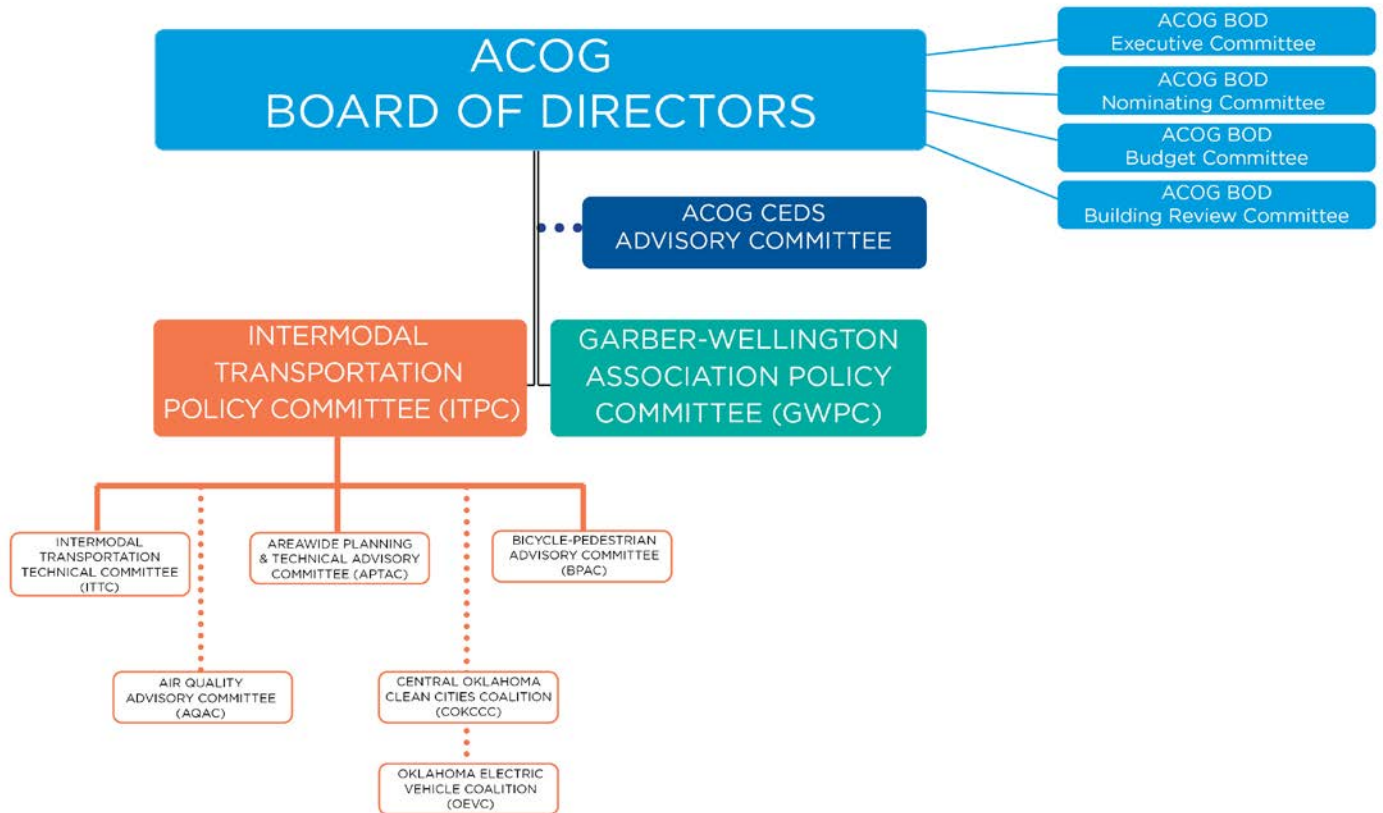 ACOG
BOARD OF DIRECTORS
ACOG BOD
Executive Committee
ACOG BOD
Nominating Committee
ACOG BOD
Budget Committee
ACOG BOD
Building Review Committee
ACOG CEDS
ADVISORY COMMITTEE
INTERMODAL
TRANSPORTATION
POLICY COMMITTEE (ITPC)
GARBER-WELLINGTON
ASSOCIATION POLICY
COMMITTEE (GWPC)
INTERMODAL
TRANSPORTATION
TECHNICAL COMMITTEE
(ITTC)
AREAWIDE PLANNING
& TECHNICAL ADVISORY
COMMITTEE (APTAC)
BICYCLE-PEDESTRIAN
ADVISORY COMMITTEE
(BPAC)
AIR QUALITY
ADVISORY COMMITTEE
(AQAC)
CENTRAL OKLAHOMA
CLEAN CITIES COALITION
(COKCCC)
OKLAHOMA ELECTRIC
VEHICLE COALITION
(OEVC)